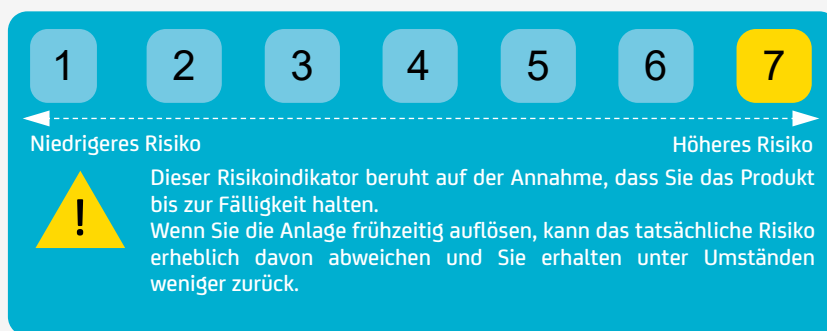 1 2 3 4 5 6 7
Niedrigeres Risiko Höheres Risiko
!
Dieser Risikoindikator beruht auf der Annahme, dass Sie das Produkt
bis zur Fälligkeit halten.
Wenn Sie die Anlage frühzeitig auflösen, kann das tatsächliche Risiko
erheblich davon abweichen und Sie erhalten unter Umständen
weniger zurück.